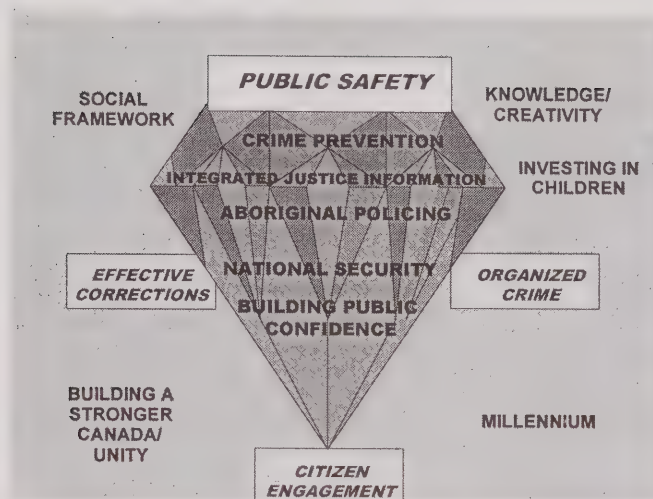 PUBLIC SAFETY
SOCIAL
FRAMEWORK
KNOWLEDGE/
CREATIVITY
CRIME PREVENTION
INTEGRATED JUSTICE INFORMATION
INVESTING IN
CHILDREN
ABORIGINAL POLICING
EFFECTIVE
CORRECTIONS
NATIONAL SECURITY
ORGANIZED
CRIME
BUILDING PUBLIC
CONFIDENCE
BUILDING A
STRONGER
CANADA/
UNITY
MILLENNIUM
CITIZEN
ENGAGEMENT